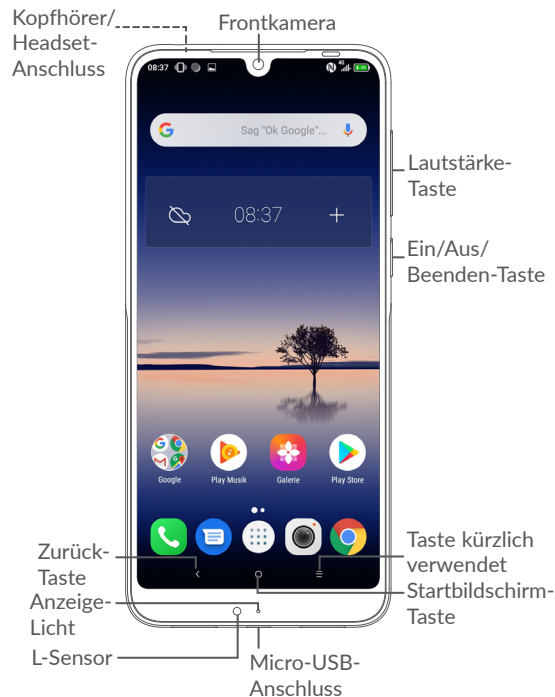 Kopfhörer/
Headset-
Anschluss
Frontkamera
08:37
4G
Sag "Ok Google"...
Lautstärke-
Taste
08:37
Ein/Aus/
Beenden-Taste
Google
Play Musik
Galerie
Play Store
Zurück-
Taste
Anzeige-
Licht
L-Sensor
Micro-USB-
Anschluss
Taste kürzlich
verwendet
Startbildschirm-
Taste